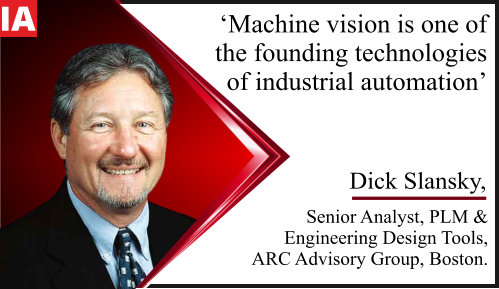 IA
‘Machine vision is one of
the founding technologies
of industrial automation’
Dick Slansky,
Senior Analyst, PLM &
Engineering Design Tools,
ARC Advisory Group, Boston.